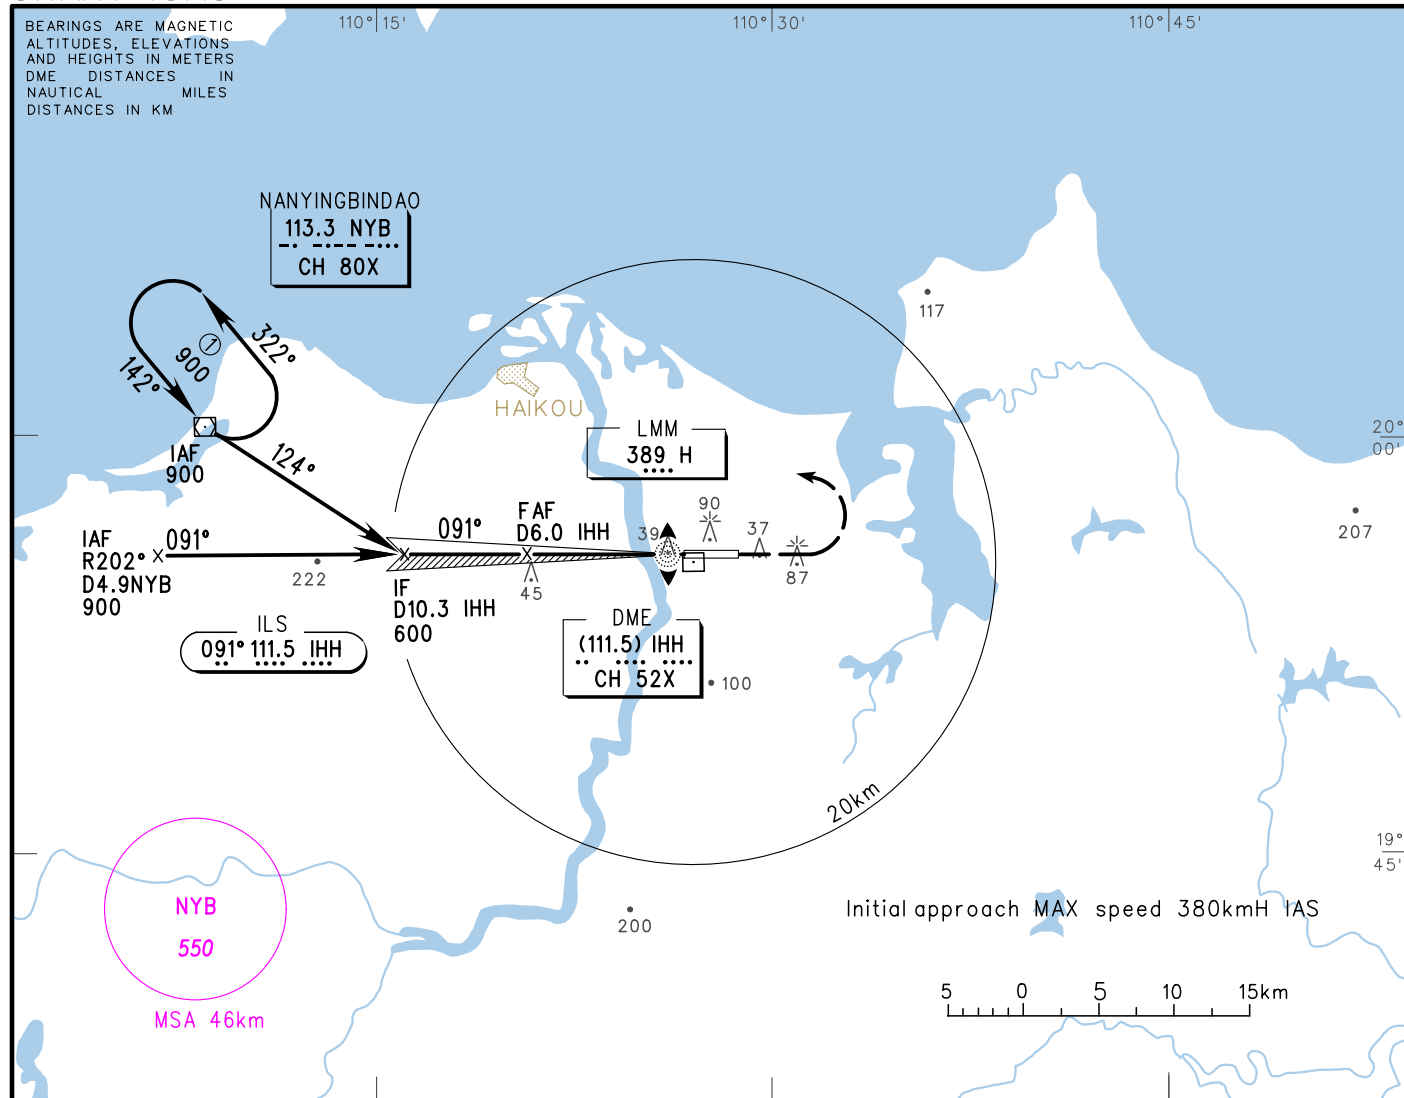 110° 15'
110° 30'
110° 45'
BEARINGS ARE MAGNETIC
ALTITUDES, ELEVATIONS
AND HEIGHTS IN METERS
DME DISTANCES IN
NAUTICAL MILES
DISTANCES IN KM
NANYINGBINDAO
113.3 NYB
CH 80X
117
322°
1
900
142°
HAIKOU
IAF
900
124°
LMM
389 H
20°
00'
IAF
R202°
D4.9NYB
900
091°
091°
FAF
D6.0 IHH
39
90
37
87
207
222
45
IF
D10.3 IHH
600
ILS
091° 111.5 IHH
DME
(111.5) IHH
CH 52X
100
20km
19°
45'
NYB
550
MSA 46km
200
Initial approach MAX speed 380kmH IAS
5 0 5 10 15km